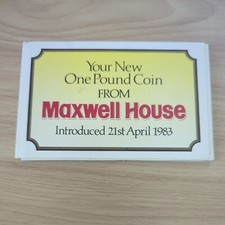 Your New
One Pound Coin
FROM
Maxwell House
Introduced 21st April 1983